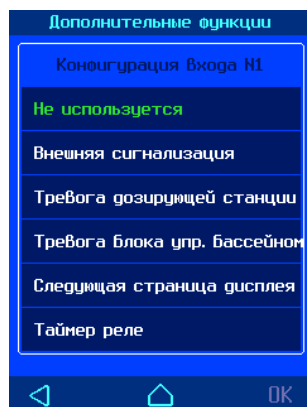 Дополнительные функции
Конфигурация Входа N1
Не используется
Внешняя сигнализация
Тревога дозирующей станции
Тревога Блока упр. Бассейном
Следующая страница дисплея
Таймер реле
OK